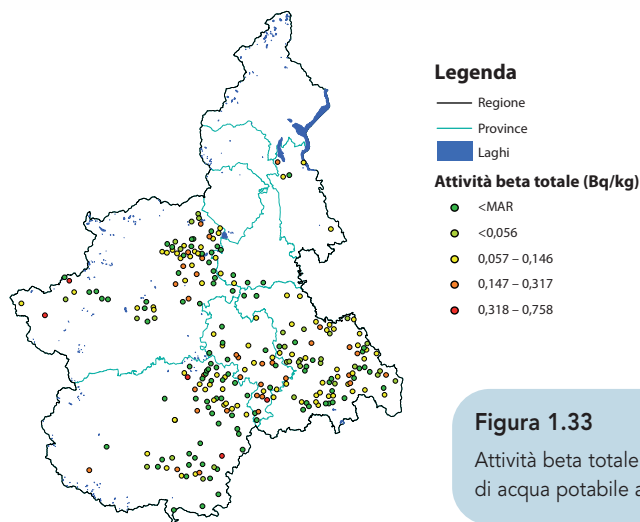 Legenda
Regione
Province
Laghi
Attività beta totale (Bq/kg)
<MAR
<0,056
0,057 – 0,146
0,147 – 0,317
0,318 – 0,758
Figura 1.33
Attività beta totale
di acqua potabile a